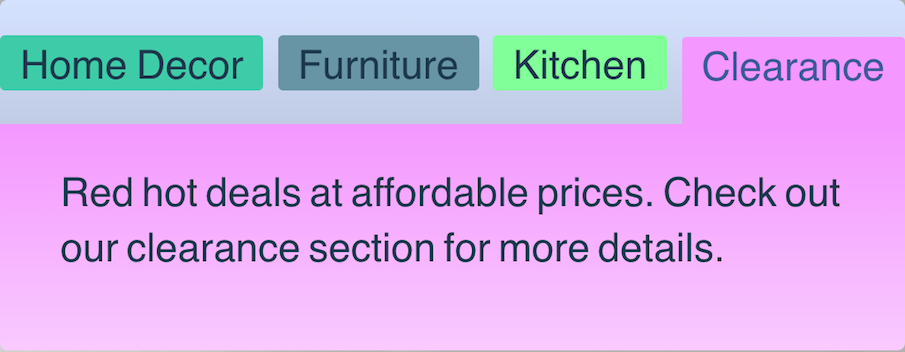 Home Decor Furniture Kitchen Clearance
Red hot deals at affordable prices. Check out
our clearance section for more details.